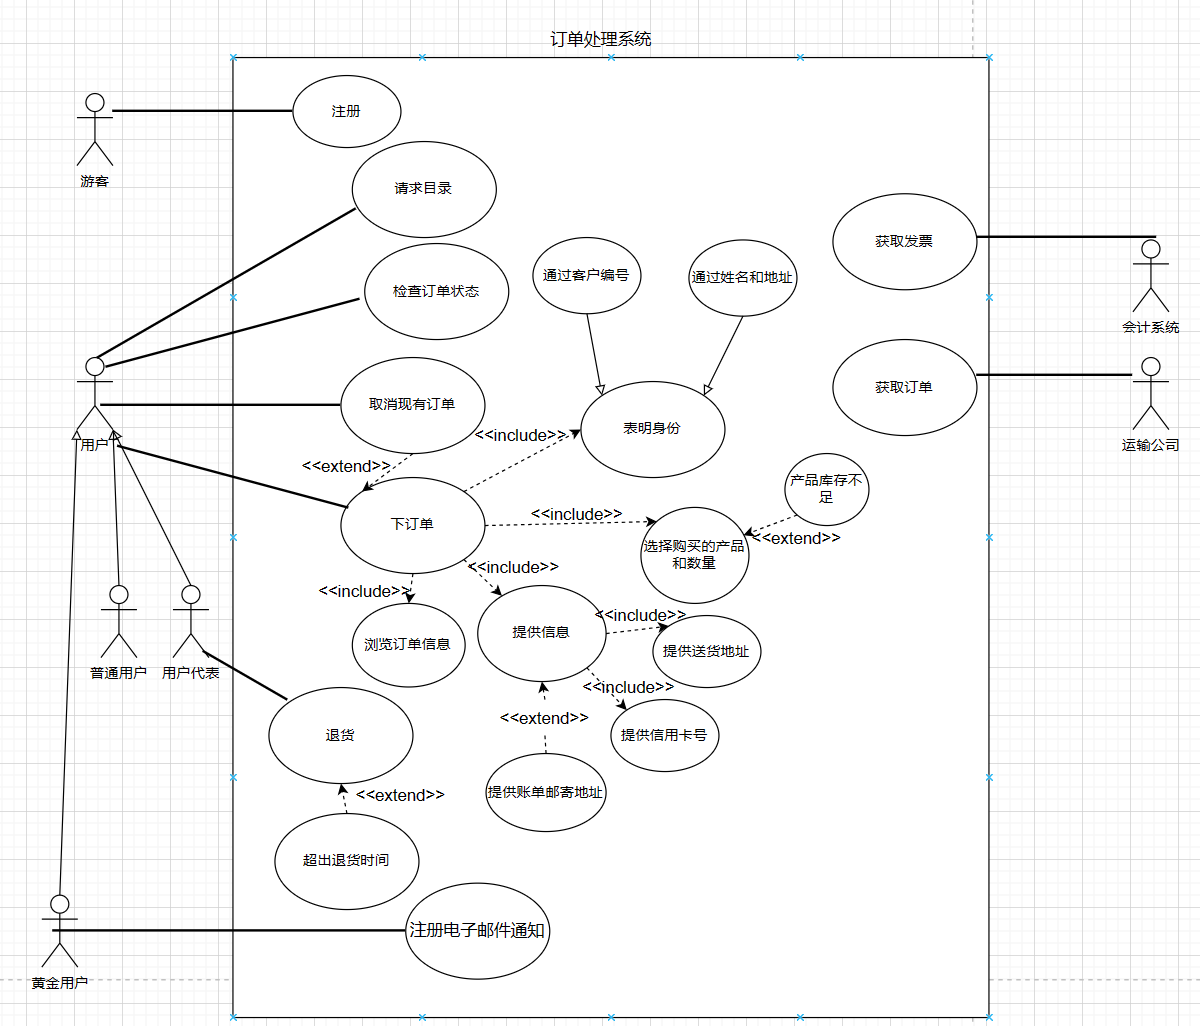 订单处理系统
注册
游客
请求目录
获取发票
通过客户编号
通过姓名和地址
检查订单状态
会计系统
获取订单
取消现有订单
表明身份
<<include>>
用户
运输公司
<<extend>>
产品库存不
足
<<include>>
下订单
<<extend>>
选择购买的产品
和数量
<<include>>
<<include>>
<<include>>
提供信息
浏览订单信息
提供送货地址
普通用户
用户代表
<<include>>
<<extend>>
退货
提供信用卡号
提供账单邮寄地址
<<extend>>
超出退货时间
注册电子邮件通知
黄金用户